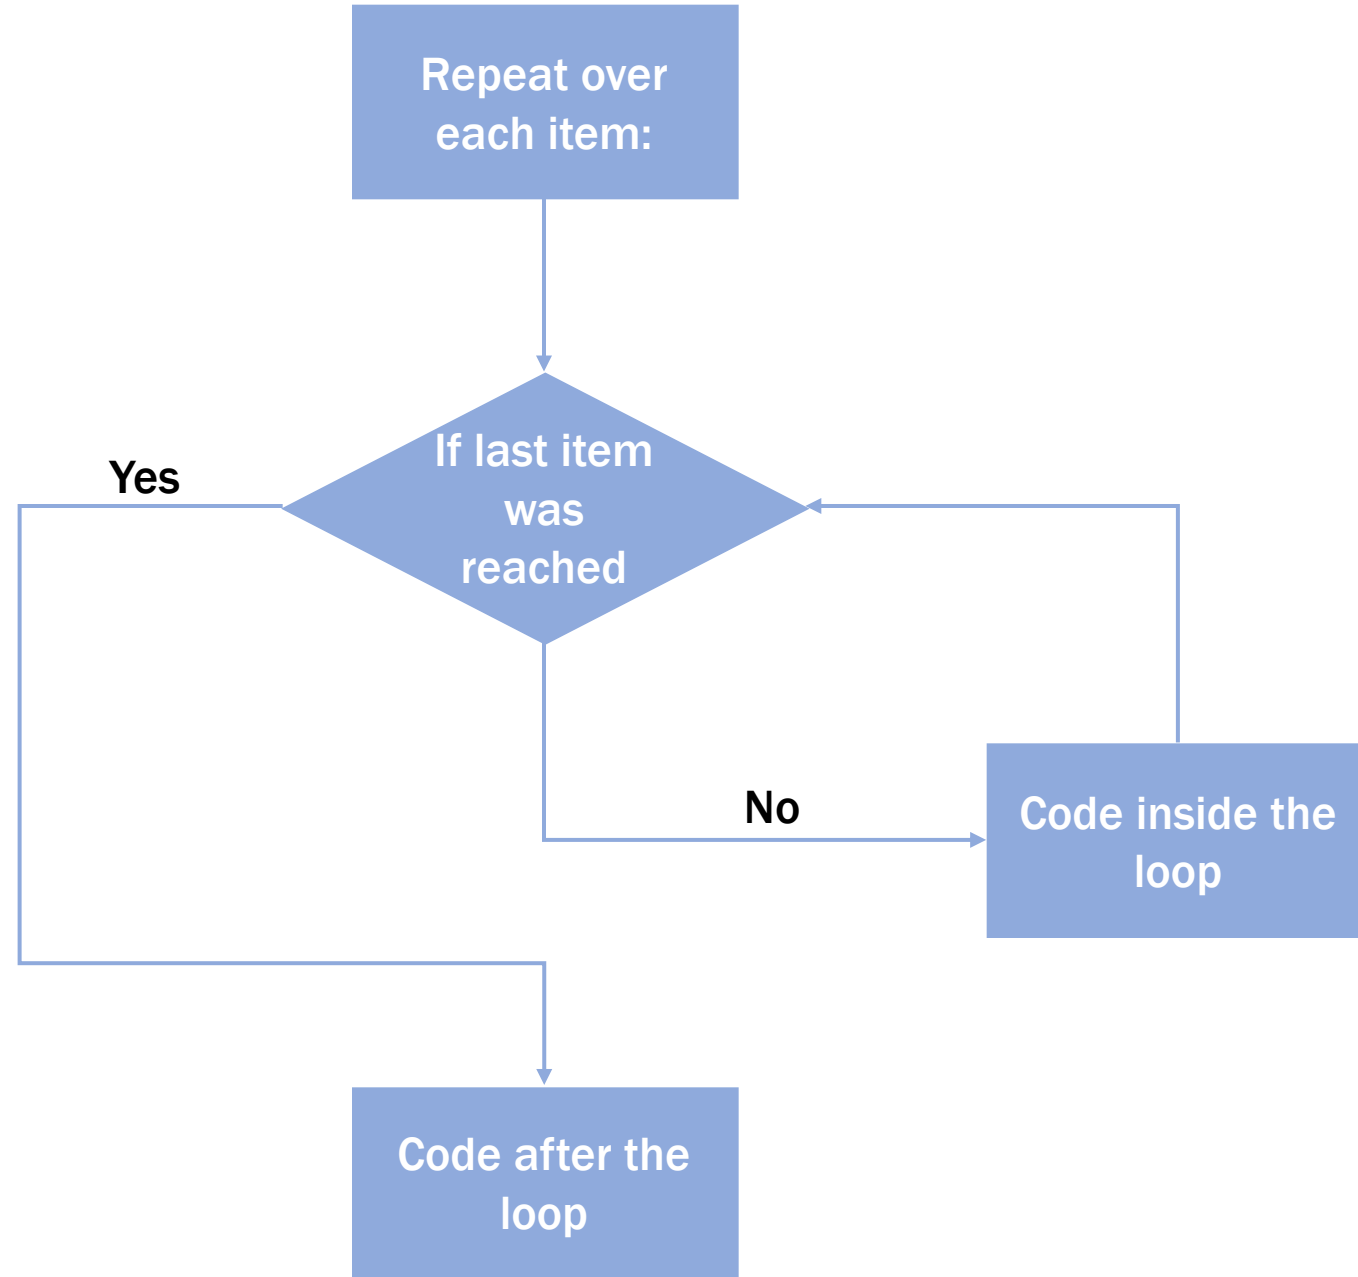 Repeat over
each item:
If last item
was
reached
Yes
No
Code inside the
loop
Code after the
loop